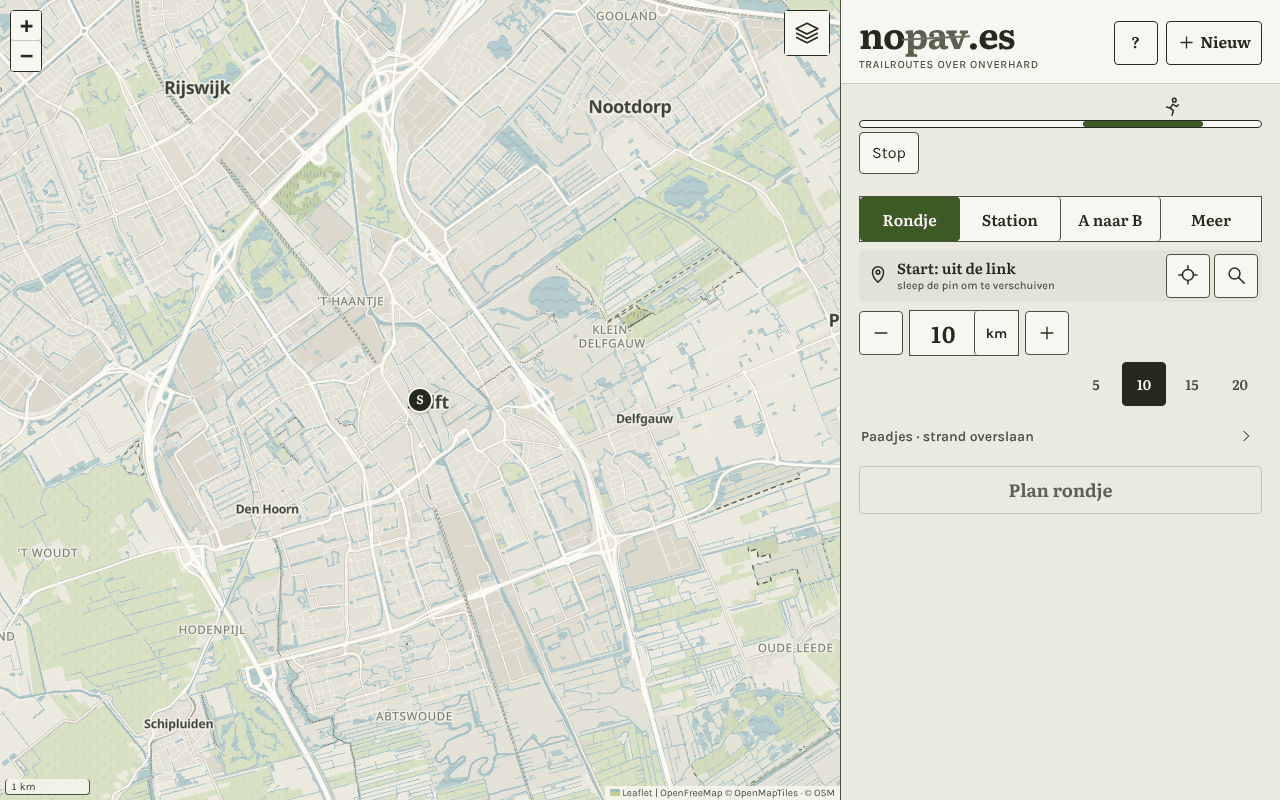 +
−
GOOLAND
Rijswijk
Nootdorp
'T HAANTJE
KLEIN-
DELFGAUW
P
S
Delfgauw
Den Hoorn
'T WOUDT
HODENPIJL
OUDE LEEDE
ABTSWOUDE
Schipluiden
1 km
Leaflet | OpenFreeMap © OpenMapTiles · © OSM
nopav.es
TRAILROUTES OVER ONVERHARD
?
+ Nieuw
Stop
Rondje
Station
A naar B
Meer
Start: uit de link
sleep de pin om te verschuiven
− 10 km +
5 10 15 20
Paadjes · strand overslaan
Plan rondje